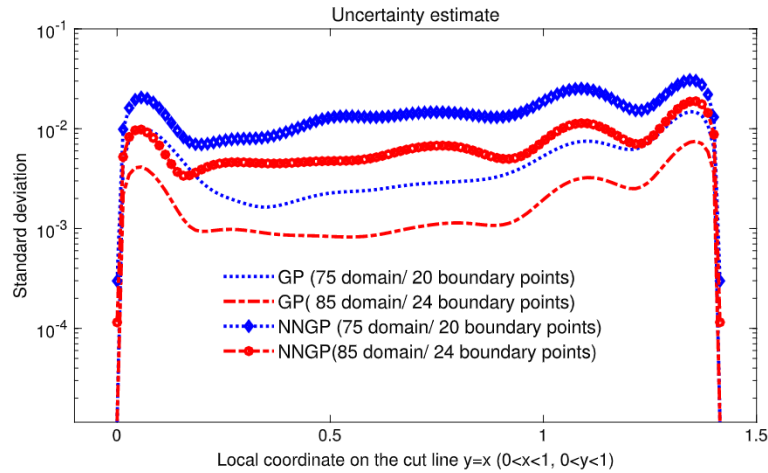 Uncertainty estimate
10^-1
10^-2
10^-3
10^-4
Standard deviation
GP (75 domain/ 20 boundary points)
GP( 85 domain/ 24 boundary points)
NNGP (75 domain/ 20 boundary points)
NNGP(85 domain/ 24 boundary points)
0 0.5 1 1.5
Local coordinate on the cut line y=x (0<x<1, 0<y<1)